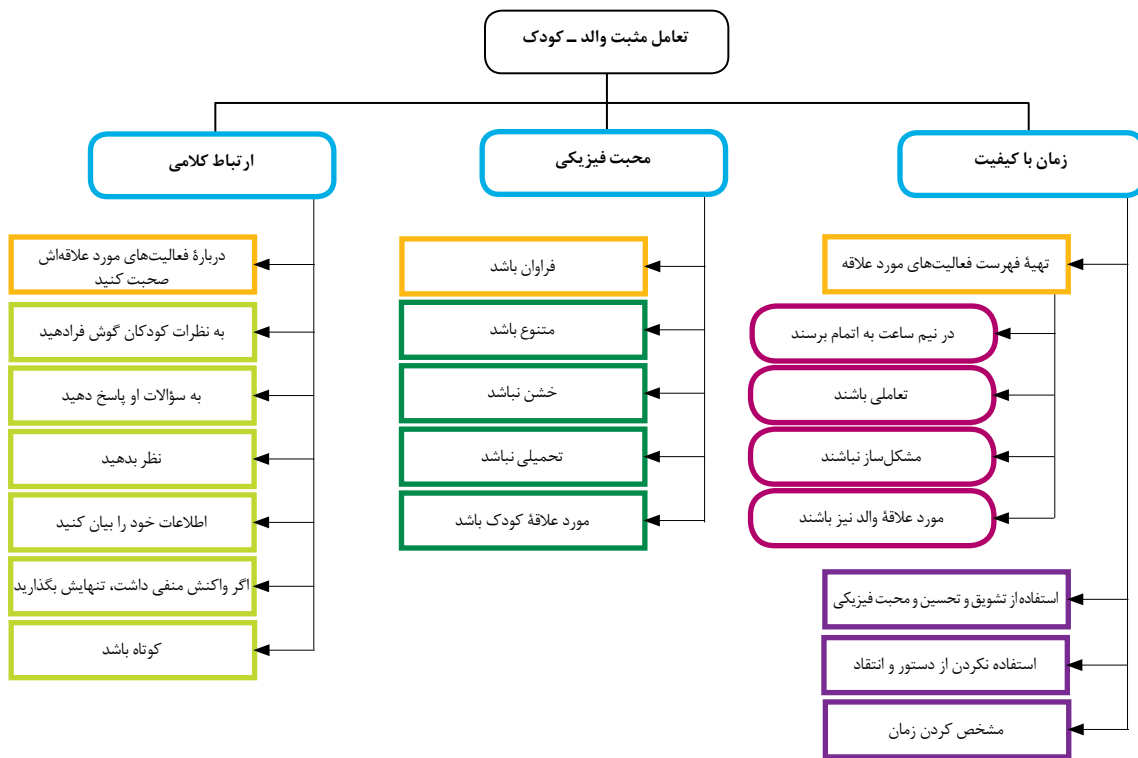 تعامل مثبت والد ــ کودک
زمان با کیفیت
تهیۀ فهرست فعالیت‌های مورد علاقه
در نیم ساعت به اتمام برسند
تعاملی باشند
مشکل‌ساز نباشند
مورد علاقۀ والد نیز باشند
استفاده از تشویق و تحسین و محبت فیزیکی
استفاده نکردن از دستور و انتقاد
مشخص کردن زمان
محبت فیزیکی
فراوان باشد
متنوع باشد
خشن نباشد
تحمیلی نباشد
مورد علاقۀ کودک باشد
ارتباط کلامی
دربارۀ فعالیت‌های مورد علاقه‌اش
صحبت کنید
به نظرات کودکان گوش فرادهید
به سؤالات او پاسخ دهید
نظر بدهید
اطلاعات خود را بیان کنید
اگر واکنش منفی داشت، تنهایش بگذارید
کوتاه باشد